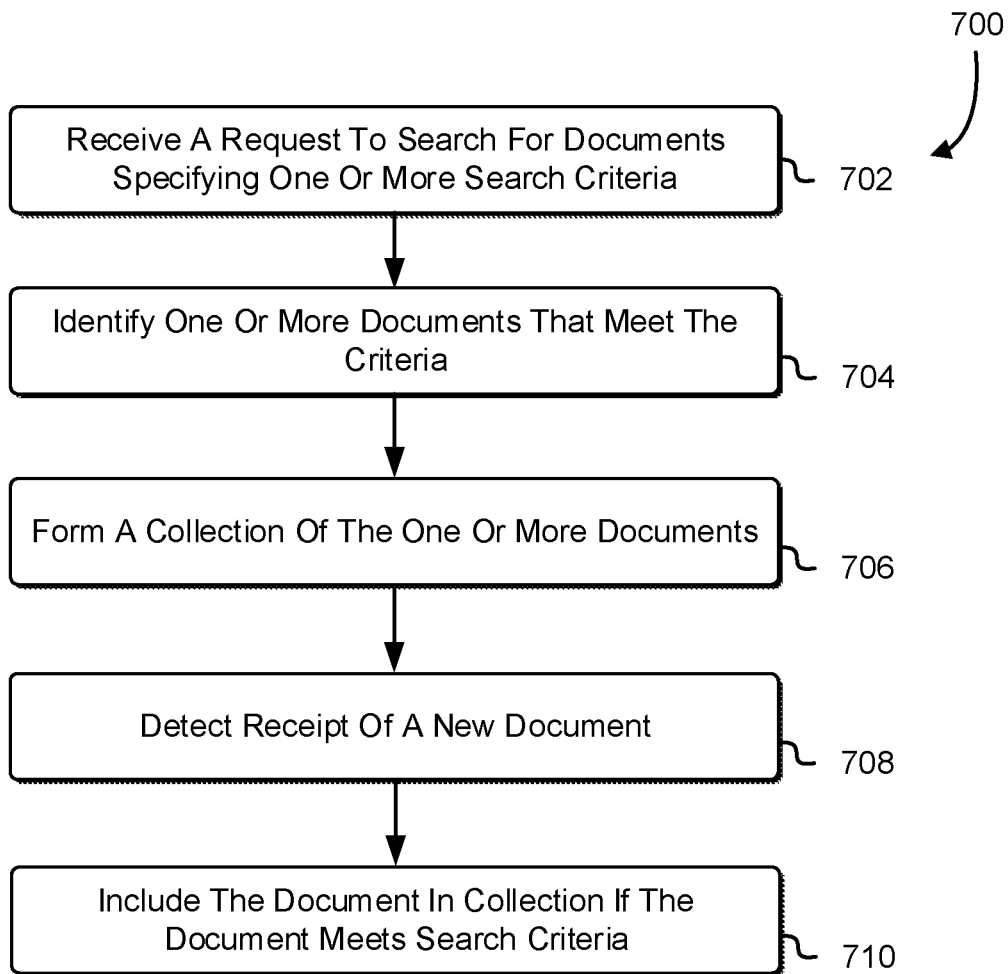 700
Receive A Request To Search For Documents
Specifying One Or More Search Criteria
702
Identify One Or More Documents That Meet The
Criteria
704
Form A Collection Of The One Or More Documents
706
Detect Receipt Of A New Document
708
Include The Document In Collection If The
Document Meets Search Criteria
710